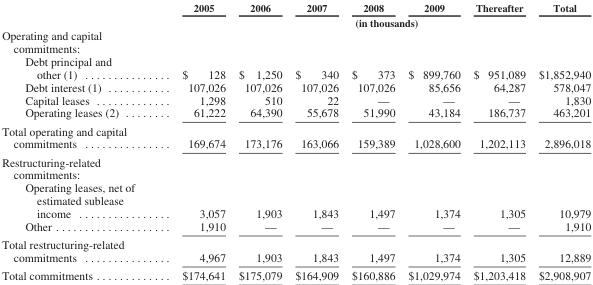 2005 2006 2007 2008 2009 Thereafter Total
(in thousands)
Operating and capital
commitments:
Debt principal and
other (1) . . . . . . . . . . . . . . . $ 128 $ 1,250 $ 340 $ 373 $ 899,760 $ 951,089 $1,852,940
Debt interest (1) . . . . . . . . . . 107,026 107,026 107,026 107,026 85,656 64,287 578,047
Capital leases . . . . . . . . . . . . 1,298 510 22 — — — 1,830
Operating leases (2) . . . . . . . . 61,222 64,390 55,678 51,990 43,184 186,737 463,201
Total operating and capital
commitments . . . . . . . . . . . . . . 169,674 173,176 163,066 159,389 1,028,600 1,202,113 2,896,018
Restructuring-related
commitments:
Operating leases, net of
estimated sublease
income . . . . . . . . . . . . . . . . 3,057 1,903 1,843 1,497 1,374 1,305 10,979
Other . . . . . . . . . . . . . . . . . . . . 1,910 — — — — — 1,910
Total restructuring-related
commitments . . . . . . . . . . . . . . 4,967 1,903 1,843 1,497 1,374 1,305 12,889
Total commitments . . . . . . . . . . . . . $174,641 $175,079 $164,909 $160,886 $1,029,974 $1,203,418 $2,908,907